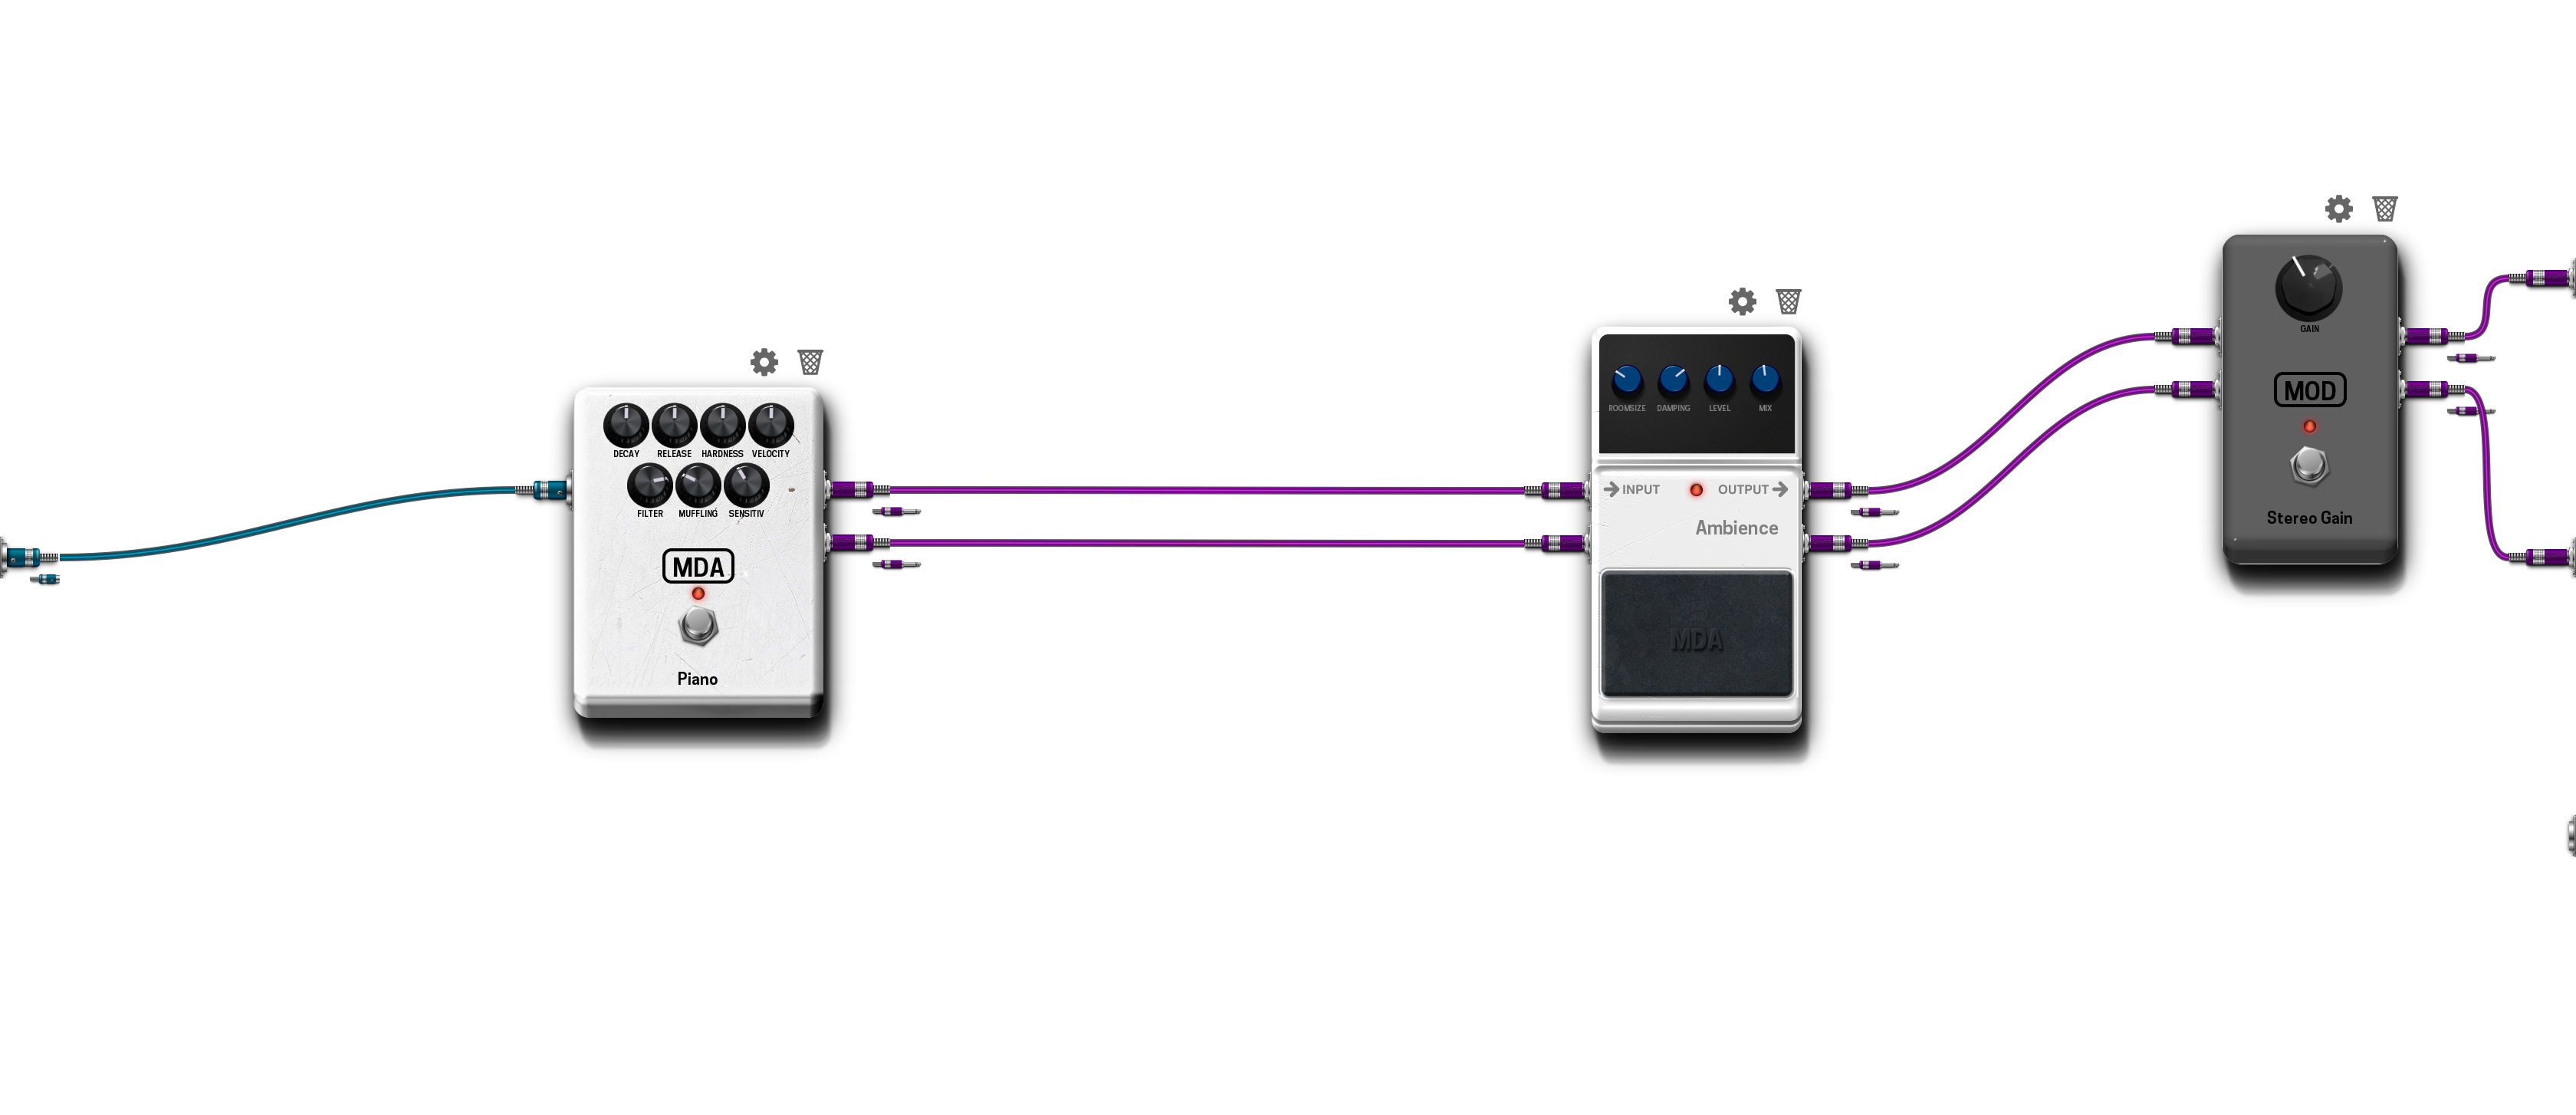 DECAY RELEASE HARDNESS VELOCITY
FILTER MUFFLING SENSITIV
MDA
Piano
ROOMSIZE DAMPING LEVEL MIX
INPUT OUTPUT
Ambience
MDA
GAIN
MOD
Stereo Gain